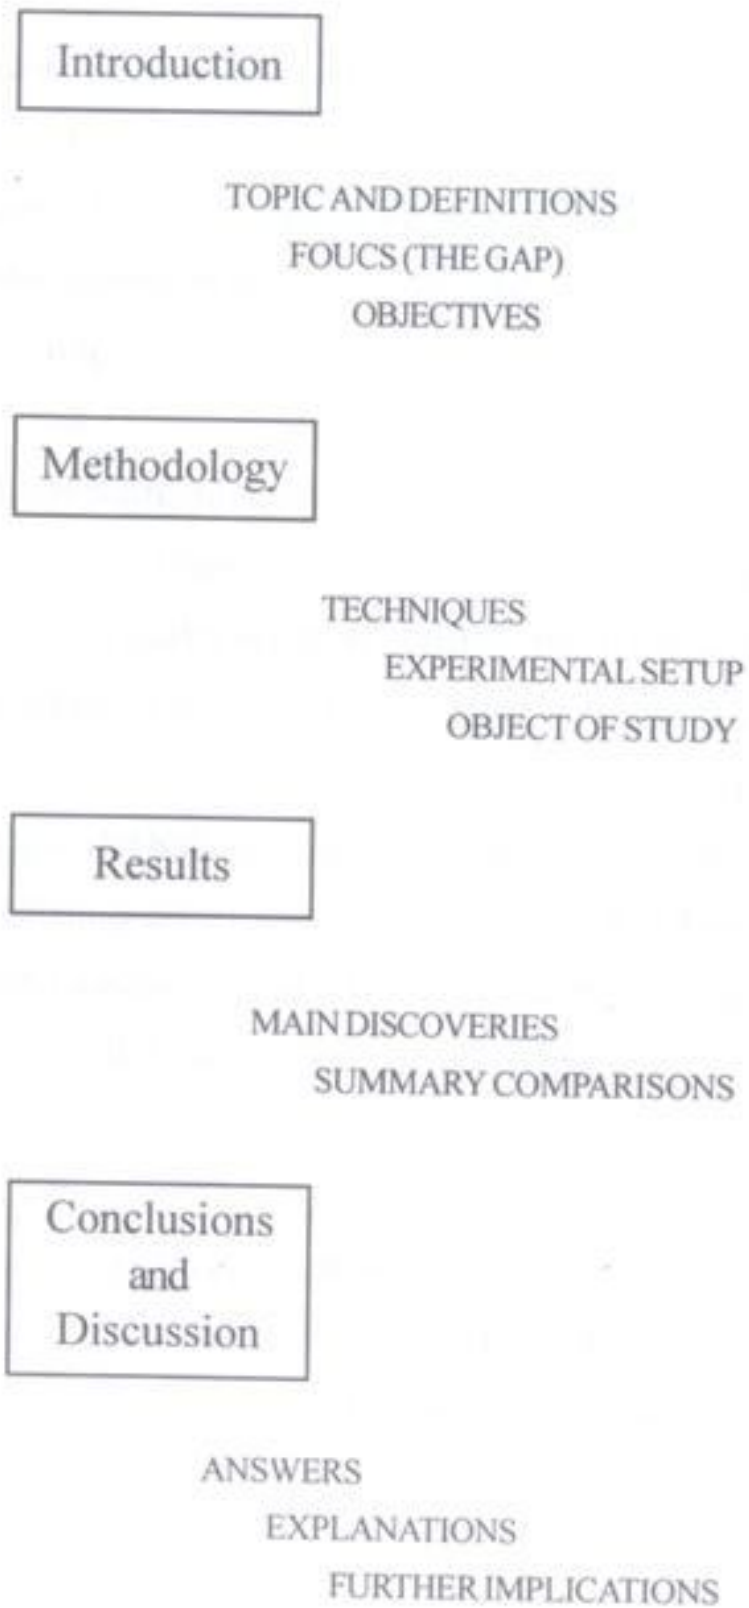 Introduction
TOPIC AND DEFINITIONS
FOUCS (THE GAP)
OBJECTIVES
Methodology
TECHNIQUES
EXPERIMENTAL SETUP
OBJECT OF STUDY
Results
MAIN DISCOVERIES
SUMMARY COMPARISONS
Conclusions
and
Discussion
ANSWERS
EXPLANATIONS
FURTHER IMPLICATIONS